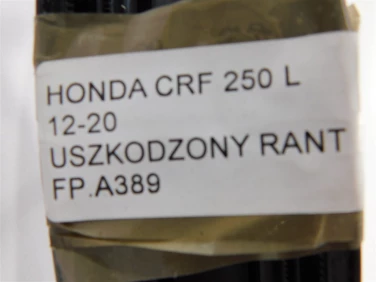 HONDA CRF 250 L
12-20
USZKODZONY RANT
FP.A389